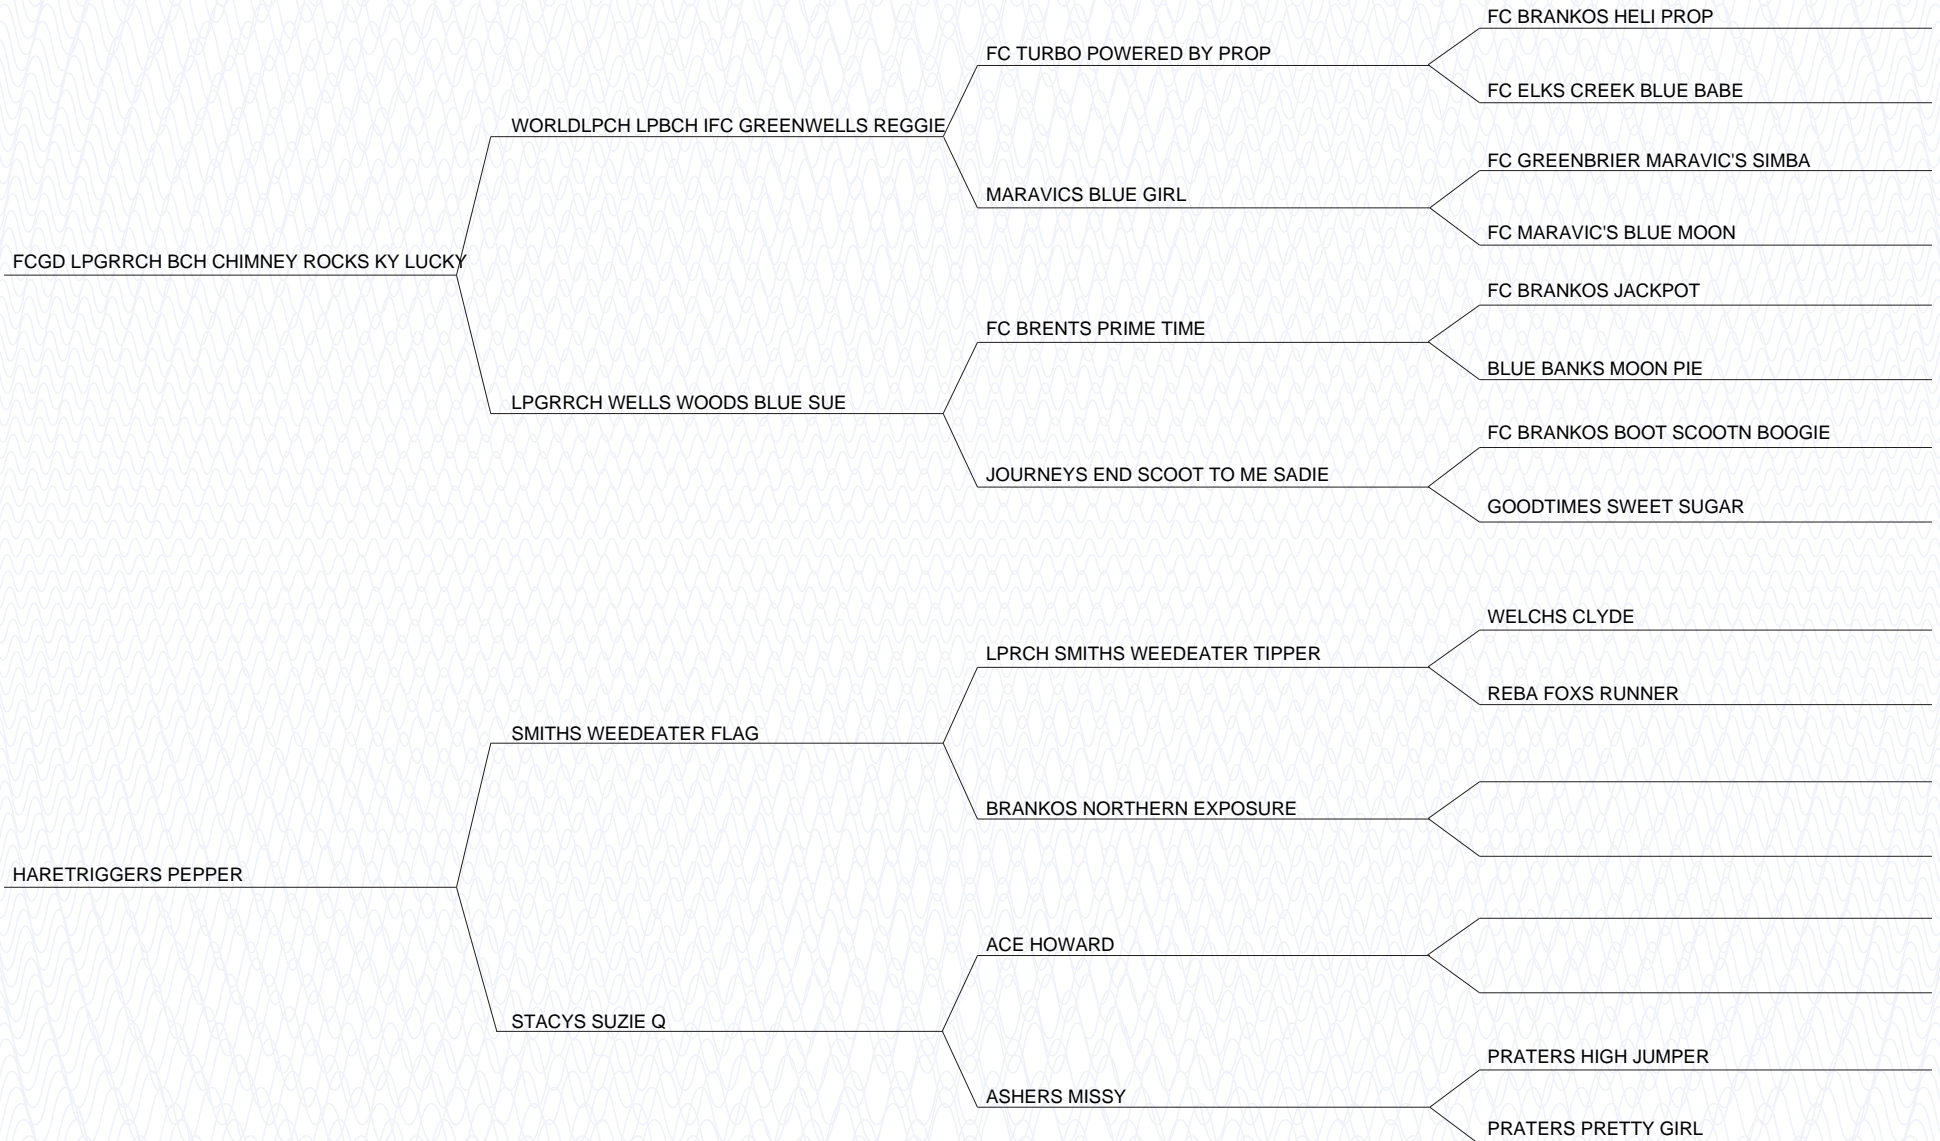 FC BRANKOS HELI PROP
FC TURBO POWERED BY PROP
FC ELKS CREEK BLUE BABE
WORLDLPCH LPBCH IFC GREENWELLS REGGIE
FC GREENBRIER MARAVIC'S SIMBA
MARAVICS BLUE GIRL
FC MARAVIC'S BLUE MOON
FCGD LPGRRCH BCH CHIMNEY ROCKS KY LUCKY
FC BRANKOS JACKPOT
FC BRENTS PRIME TIME
BLUE BANKS MOON PIE
LPGRRCH WELLS WOODS BLUE SUE
FC BRANKOS BOOT SCOOTN BOOGIE
JOURNEYS END SCOOT TO ME SADIE
GOODTIMES SWEET SUGAR
WELCHS CLYDE
LPRCH SMITHS WEEDEATER TIPPER
REBA FOXS RUNNER
SMITHS WEEDEATER FLAG
BRANKOS NORTHERN EXPOSURE
HARETRIGGERS PEPPER
ACE HOWARD
STACYS SUZIE Q
PRATERS HIGH JUMPER
ASHERS MISSY
PRATERS PRETTY GIRL